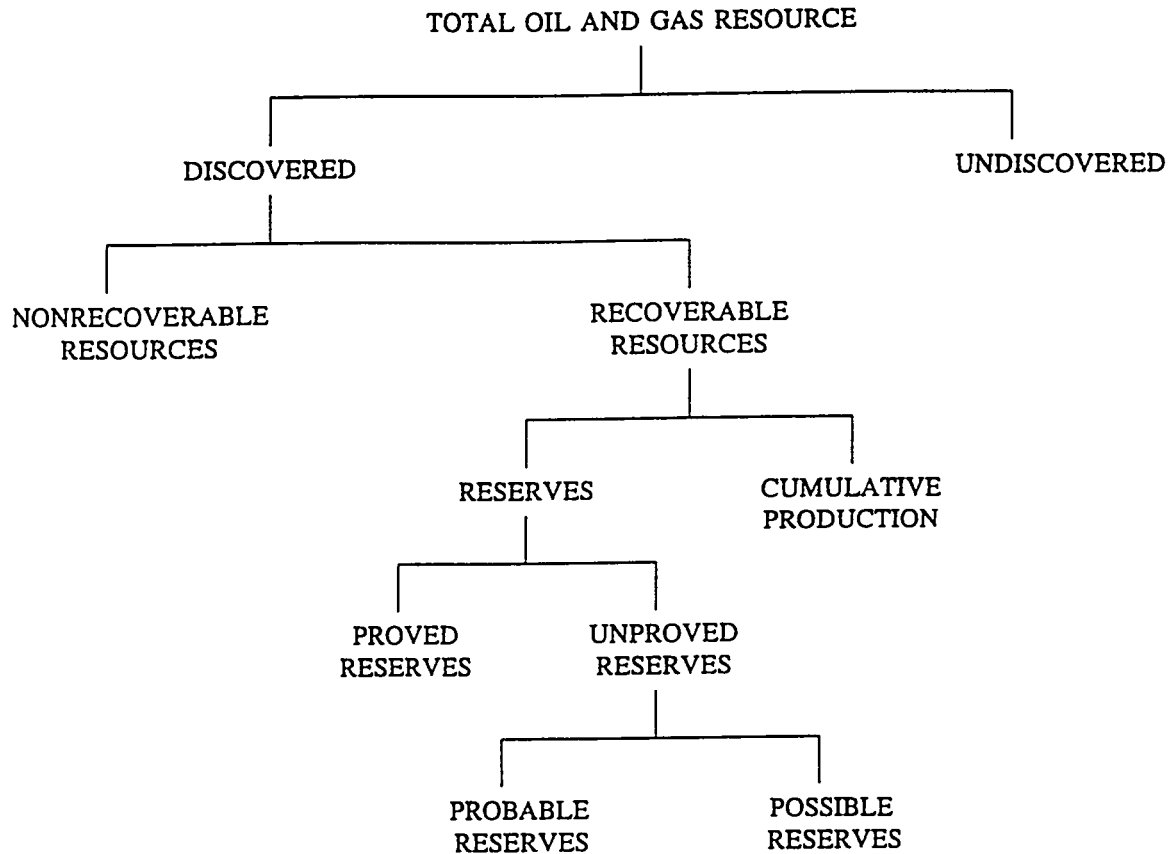 TOTAL OIL AND GAS RESOURCE
DISCOVERED
UNDISCOVERED
NONRECOVERABLE
RESOURCES
RECOVERABLE
RESOURCES
RESERVES
CUMULATIVE
PRODUCTION
PROVED
RESERVES
UNPROVED
RESERVES
PROBABLE
RESERVES
POSSIBLE
RESERVES